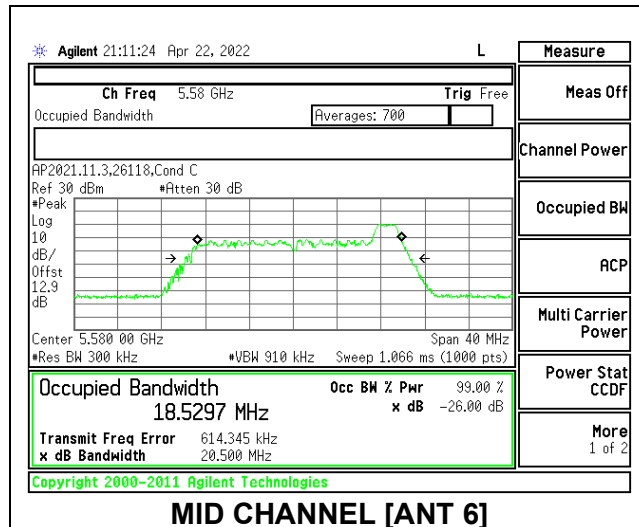 Agilent 21:11:24 Apr 22, 2022 L
Measure
Ch Freq 5.58 GHz Trig Free
Meas Off
Occupied Bandwidth Averages: 700
Channel Power
AP2021.11.3,26118,Cond C
Ref 30 dBm #Atten 30 dB
#Peak
Log
10
dB/
Offst
12.9
dB
Occupied BW
ACP
Multi Carrier
Power
Center 5.580 00 GHz Span 40 MHz
#Res BW 300 kHz #VBW 910 kHz Sweep 1.066 ms (1000 pts)
Power Stat
CCDF
Occupied Bandwidth Occ BW % Pwr 99.00 %
18.5297 MHz x dB -26.00 dB
Transmit Freq Error 614.345 kHz
x dB Bandwidth 20.500 MHz
More
1 of 2
Copyright 2000-2011 Agilent Technologies
MID CHANNEL [ANT 6]